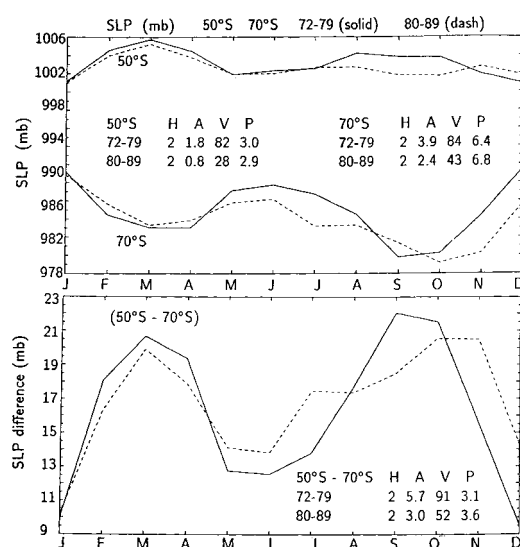 SLP (mb) 50°S 70°S 72-79 (solid) 80-89 (dash)
1006
1002
998
994
990
986
982
978
SLP (mb)
50°S
50°S H A V P
72-79 2 1.8 82 3.0
80-89 2 0.8 28 2.9
70°S H A V P
72-79 2 3.9 84 6.4
80-89 2 2.4 43 6.8
70°S
J F M A M J J A S O N D
23
21
19
17
15
13
11
9
SLP difference (mb)
(50°S - 70°S)
50°S - 70°S H A V P
72-79 2 5.7 91 3.1
80-89 2 3.0 52 3.6
J F M A M J J A S O N D